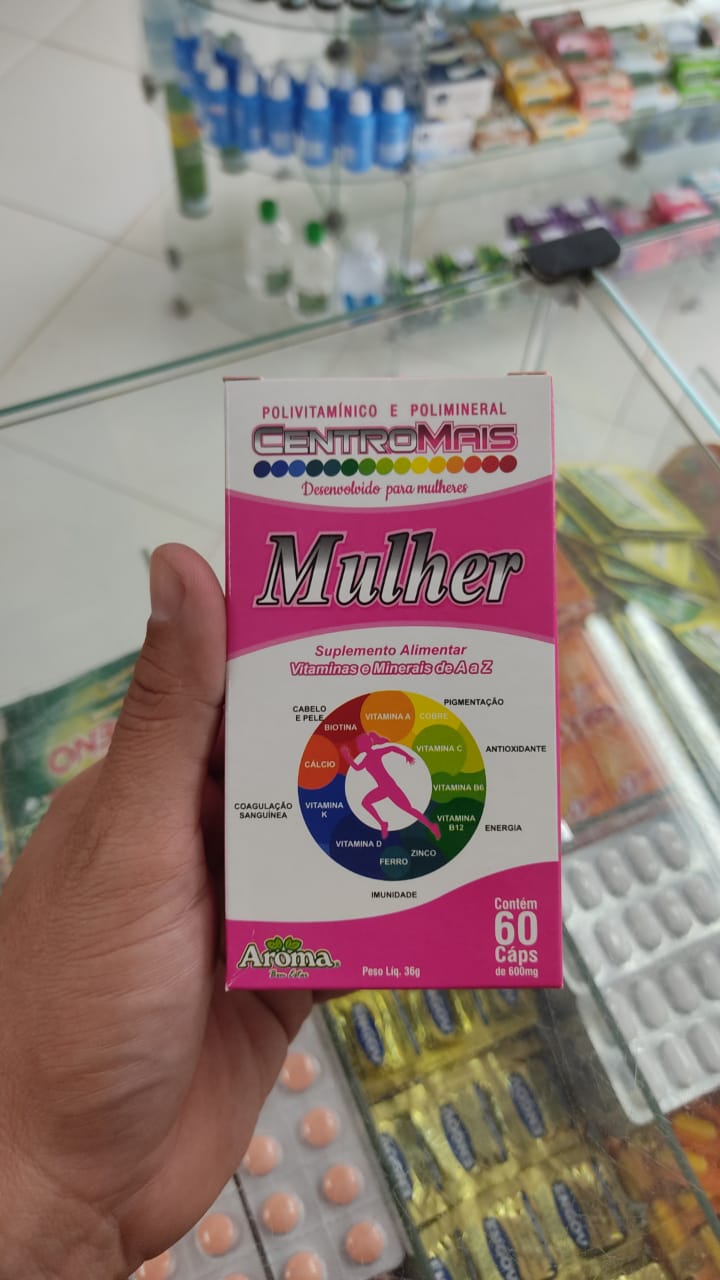 POLIVITAMÍNICO E POLIMINERAL
CENTROMAIS
Desenvolvido para mulheres
Mulher
Suplemento Alimentar
Vitaminas e Minerais de A a Z
CABELO
E PELE
BIOTINA
VITAMINA A
COBRE
PIGMENTAÇÃO
VITAMINA C
ANTIOXIDANTE
CÁLCIO
VITAMINA B6
COAGULAÇÃO
SANGUÍNEA
VITAMINA
K
VITAMINA
B12
ENERGIA
VITAMINA D
ZINCO
FERRO
IMUNIDADE
Contém
60
Cáps
de 600mg
Aroma
Bem Estar
Peso Líq. 36g